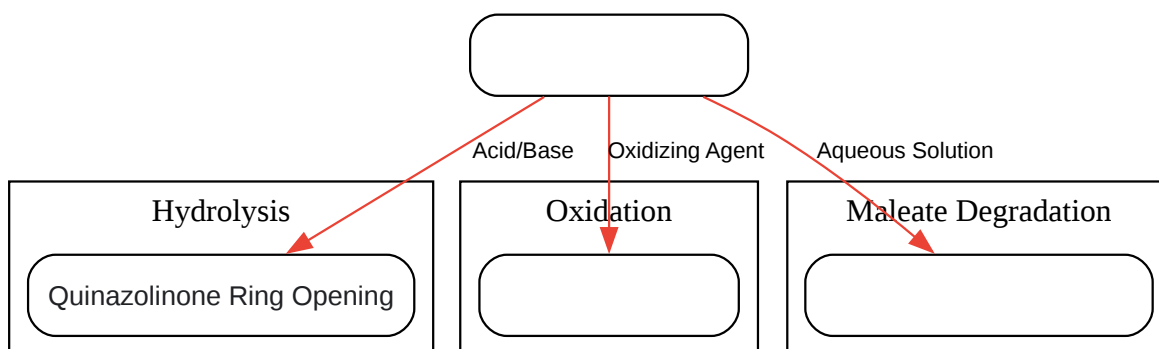 Acid/Base
Oxidizing Agent
Aqueous Solution
Hydrolysis
Oxidation
Maleate Degradation
Quinazolinone Ring Opening